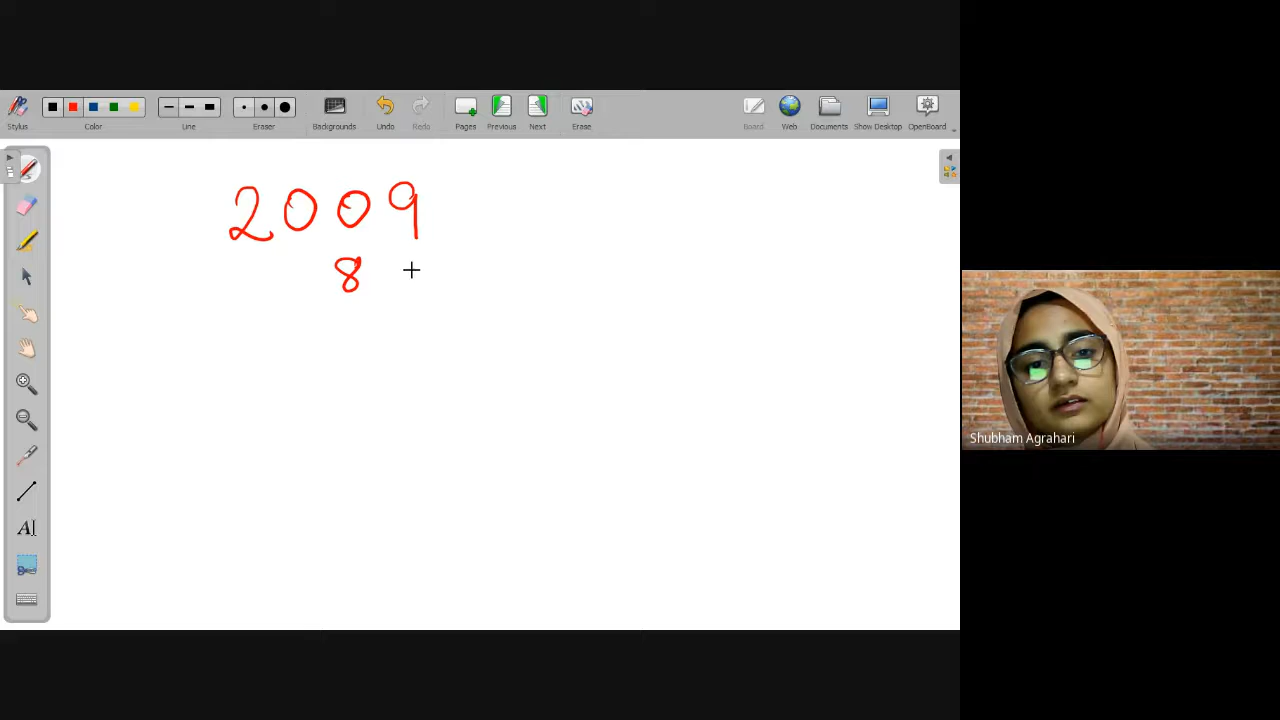 Stylus
Color
Line
Eraser
Backgrounds
Undo
Redo
Pages
Previous
Next
Erase
Board
Web
Documents
Show Desktop
OpenBoard
2009
8
A
Shubham Agrahari